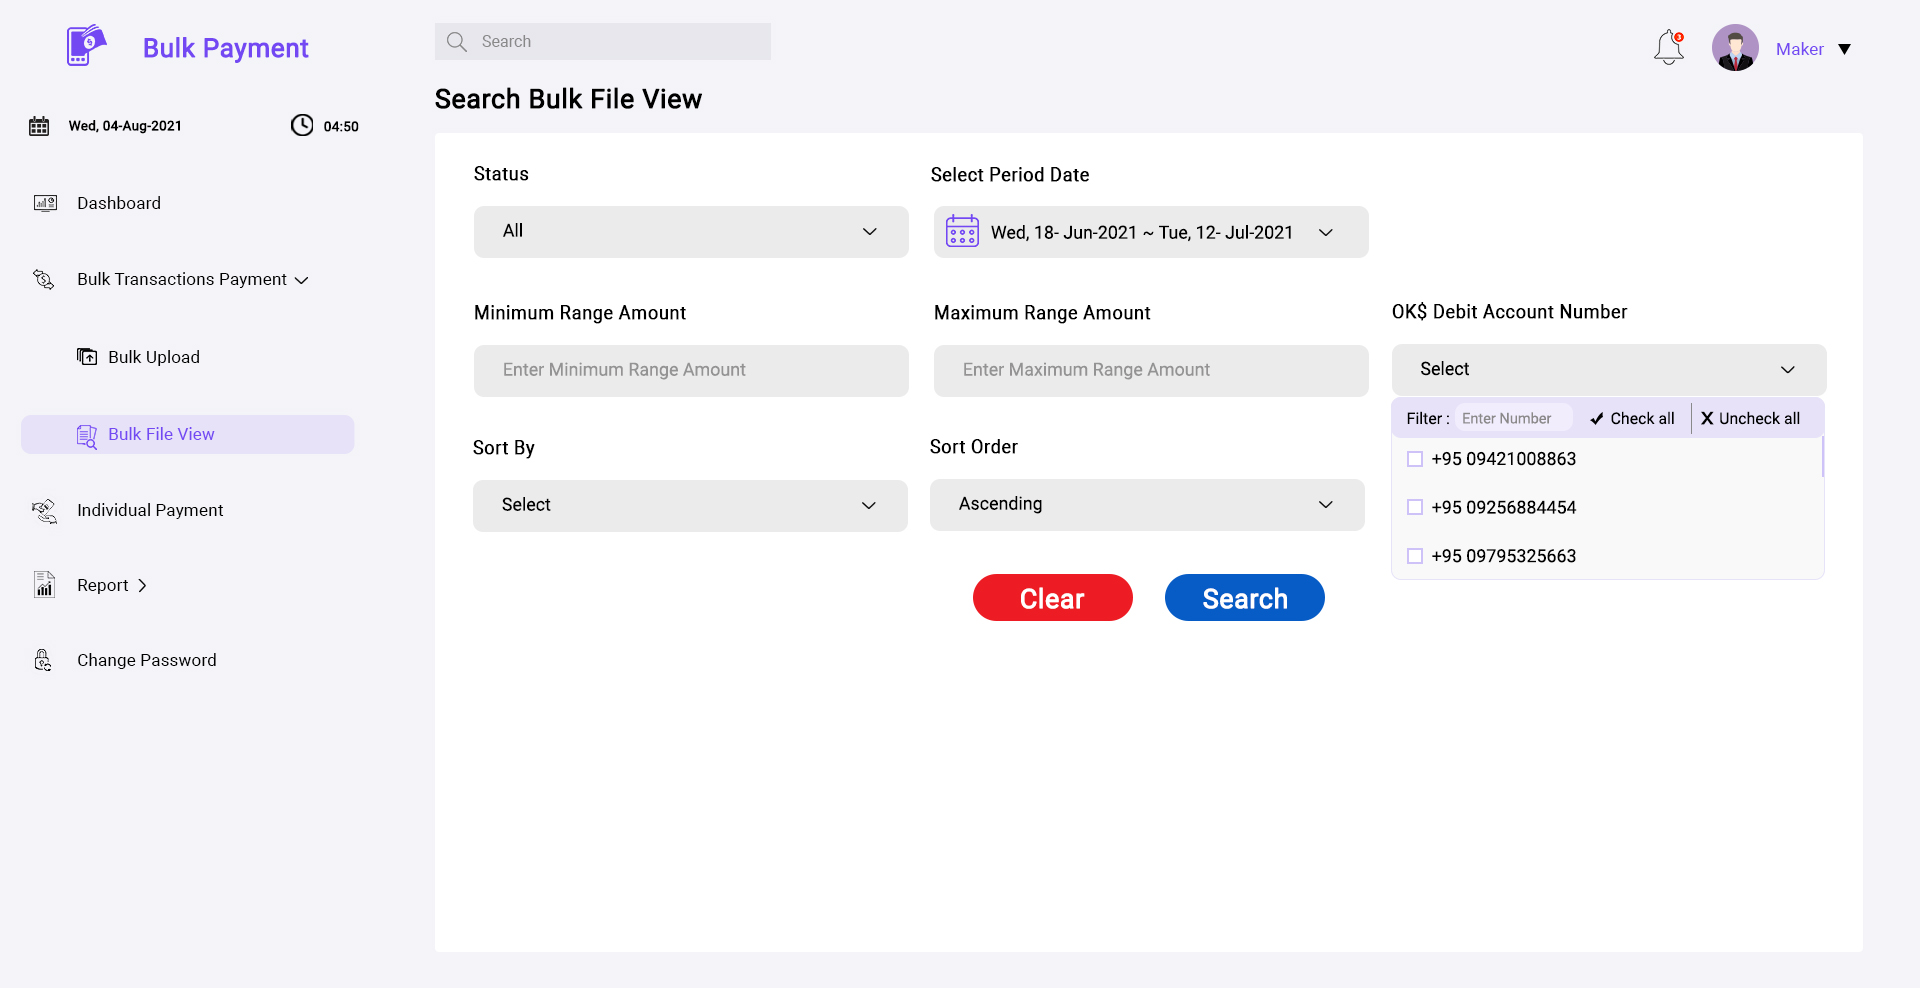 Bulk Payment
Search
3
Maker
Search Bulk File View
Wed, 04-Aug-2021
04:50
Dashboard
Bulk Transactions Payment
Bulk Upload
Bulk File View
Individual Payment
Report
Change Password
Status
Select Period Date
All
Wed, 18- Jun-2021 ~ Tue, 12- Jul-2021
Minimum Range Amount
Maximum Range Amount
OK$ Debit Account Number
Enter Minimum Range Amount
Enter Maximum Range Amount
Select
Filter : Enter Number Check all Uncheck all
+95 09421008863
+95 09256884454
+95 09795325663
Sort By
Sort Order
Select
Ascending
Clear
Search